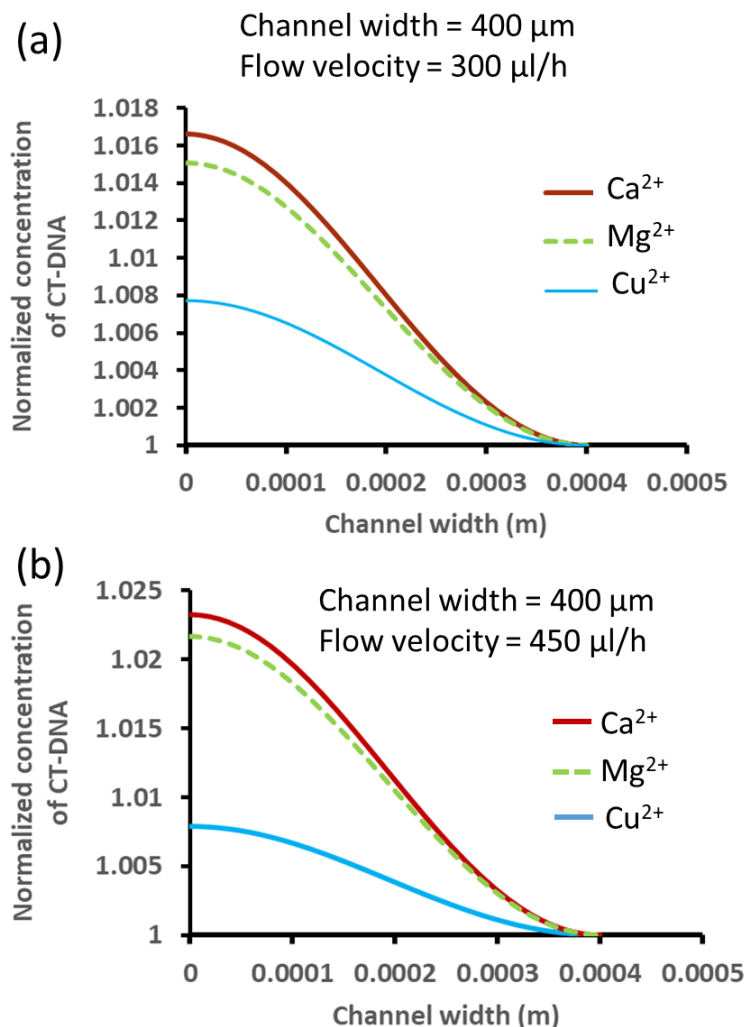 (a)
Channel width = 400 µm
Flow velocity = 300 µl/h
Normalized concentration
of CT-DNA
1.018
1.016
1.014
1.012
1.01
1.008
1.006
1.004
1.002
1
Ca²⁺
Mg²⁺
Cu²⁺
0 0.0001 0.0002 0.0003 0.0004 0.0005
Channel width (m)
(b)
Channel width = 400 µm
Flow velocity = 450 µl/h
Normalized concentration
of CT-DNA
1.025
1.02
1.015
1.01
1.005
1
Ca²⁺
Mg²⁺
Cu²⁺
0 0.0001 0.0002 0.0003 0.0004 0.0005
Channel width (m)